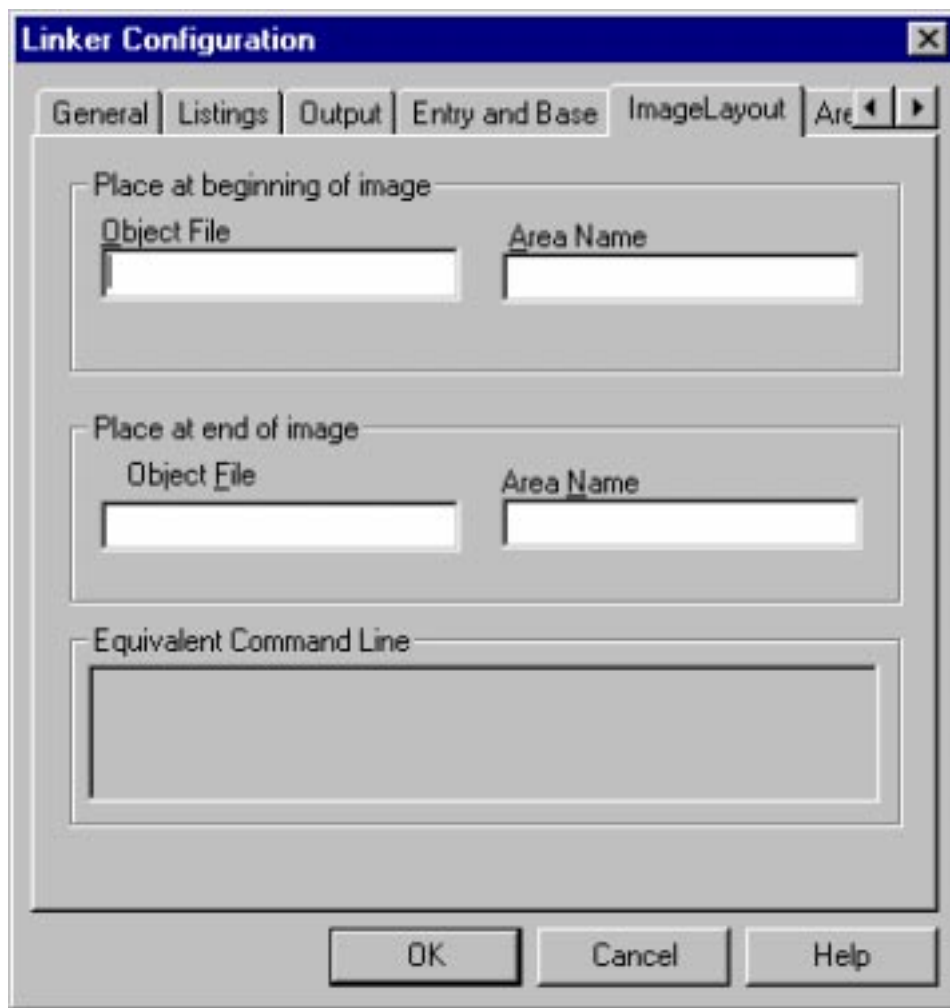 Linker Configuration
General Listings Output Entry and Base ImageLayout
Place at beginning of image
Object File Area Name
Place at end of image
Object File Area Name
Equivalent Command Line
OK Cancel Help